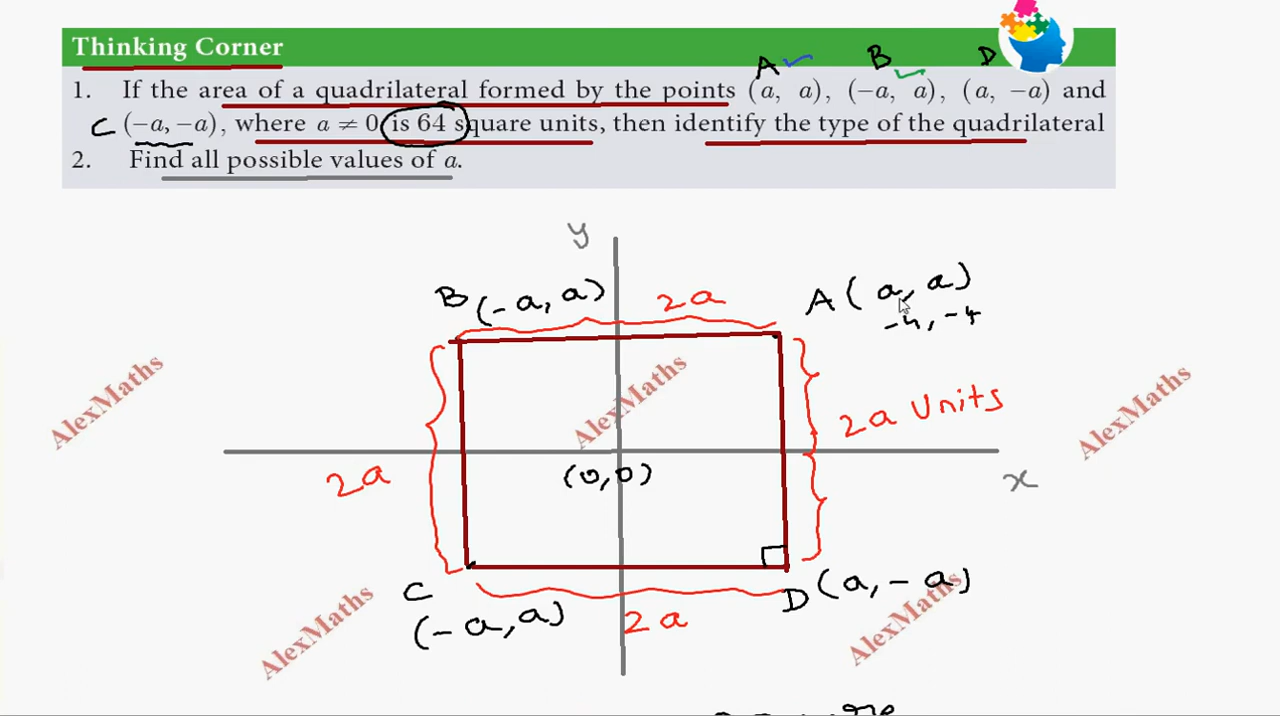 Thinking Corner
A B D
1. If the area of a quadrilateral formed by the points (a, a), (−a, a), (a, −a) and
C (−a, −a), where a ≠ 0 is 64 square units, then identify the type of the quadrilateral
2. Find all possible values of a.
y
B (-a, a) 2a A (a, a)
-4, -4
AlexMaths AlexMaths AlexMaths
2a Units
2a (0,0) x
C D (a, -a)
(-a, a) 2a
AlexMaths AlexMaths